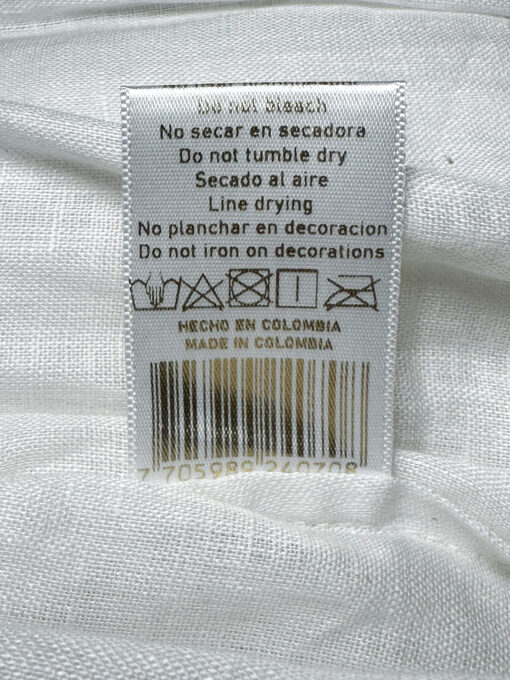 Do not bleach
No secar en secadora
Do not tumble dry
Secado al aire
Line drying
No planchar en decoracion
Do not iron on decorations
HECHO EN COLOMBIA
MADE IN COLOMBIA
7 705989 240708